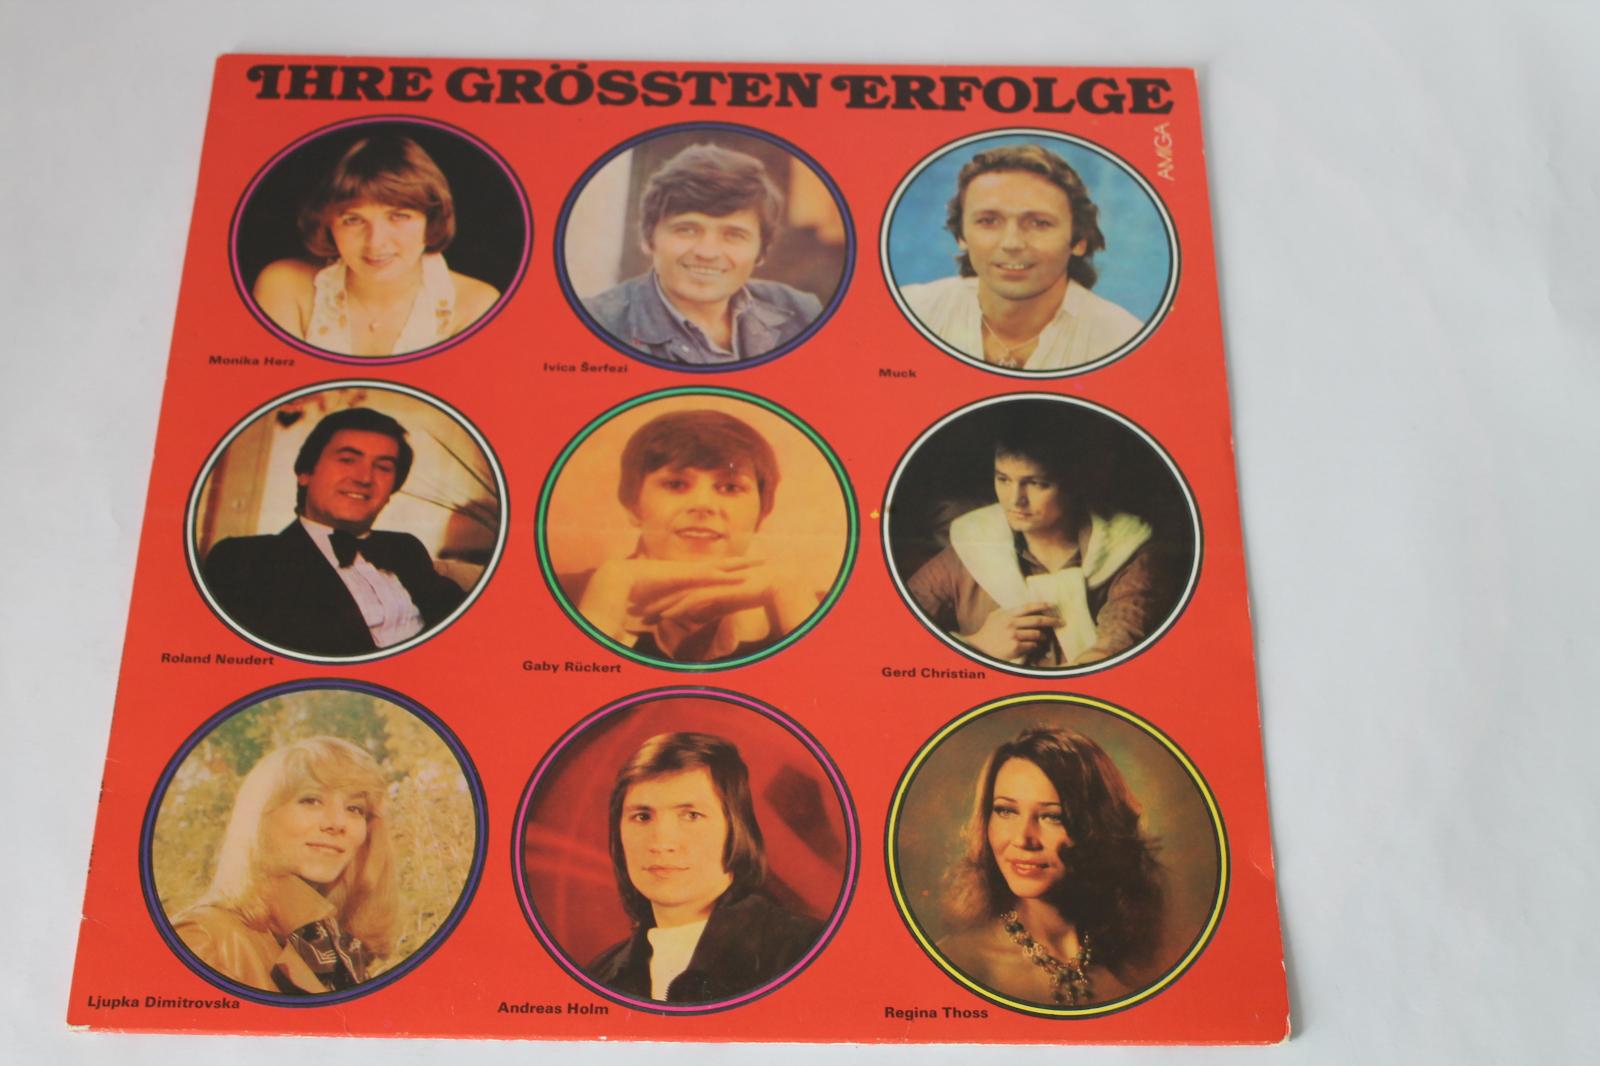 IHRE GRÖSSTEN ERFOLGE
AMIGA
Monika Herz
Ivica Šerfezi
Muck
Roland Neudert
Gaby Rückert
Gerd Christian
Ljupka Dimitrovska
Andreas Holm
Regina Thoss